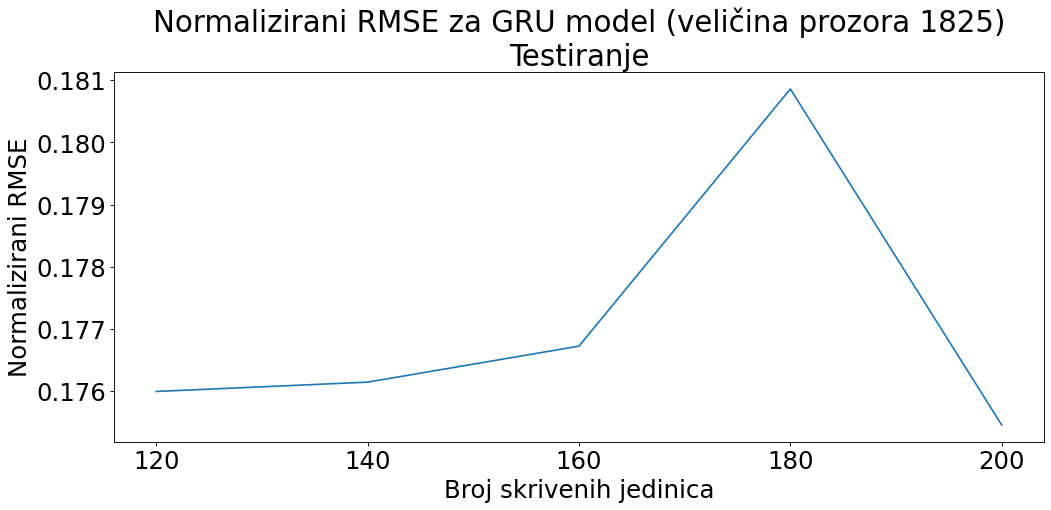 Normalizirani RMSE za GRU model (veličina prozora 1825)
Testiranje
Normalizirani RMSE
0.181
0.180
0.179
0.178
0.177
0.176
120 140 160 180 200
Broj skrivenih jedinica